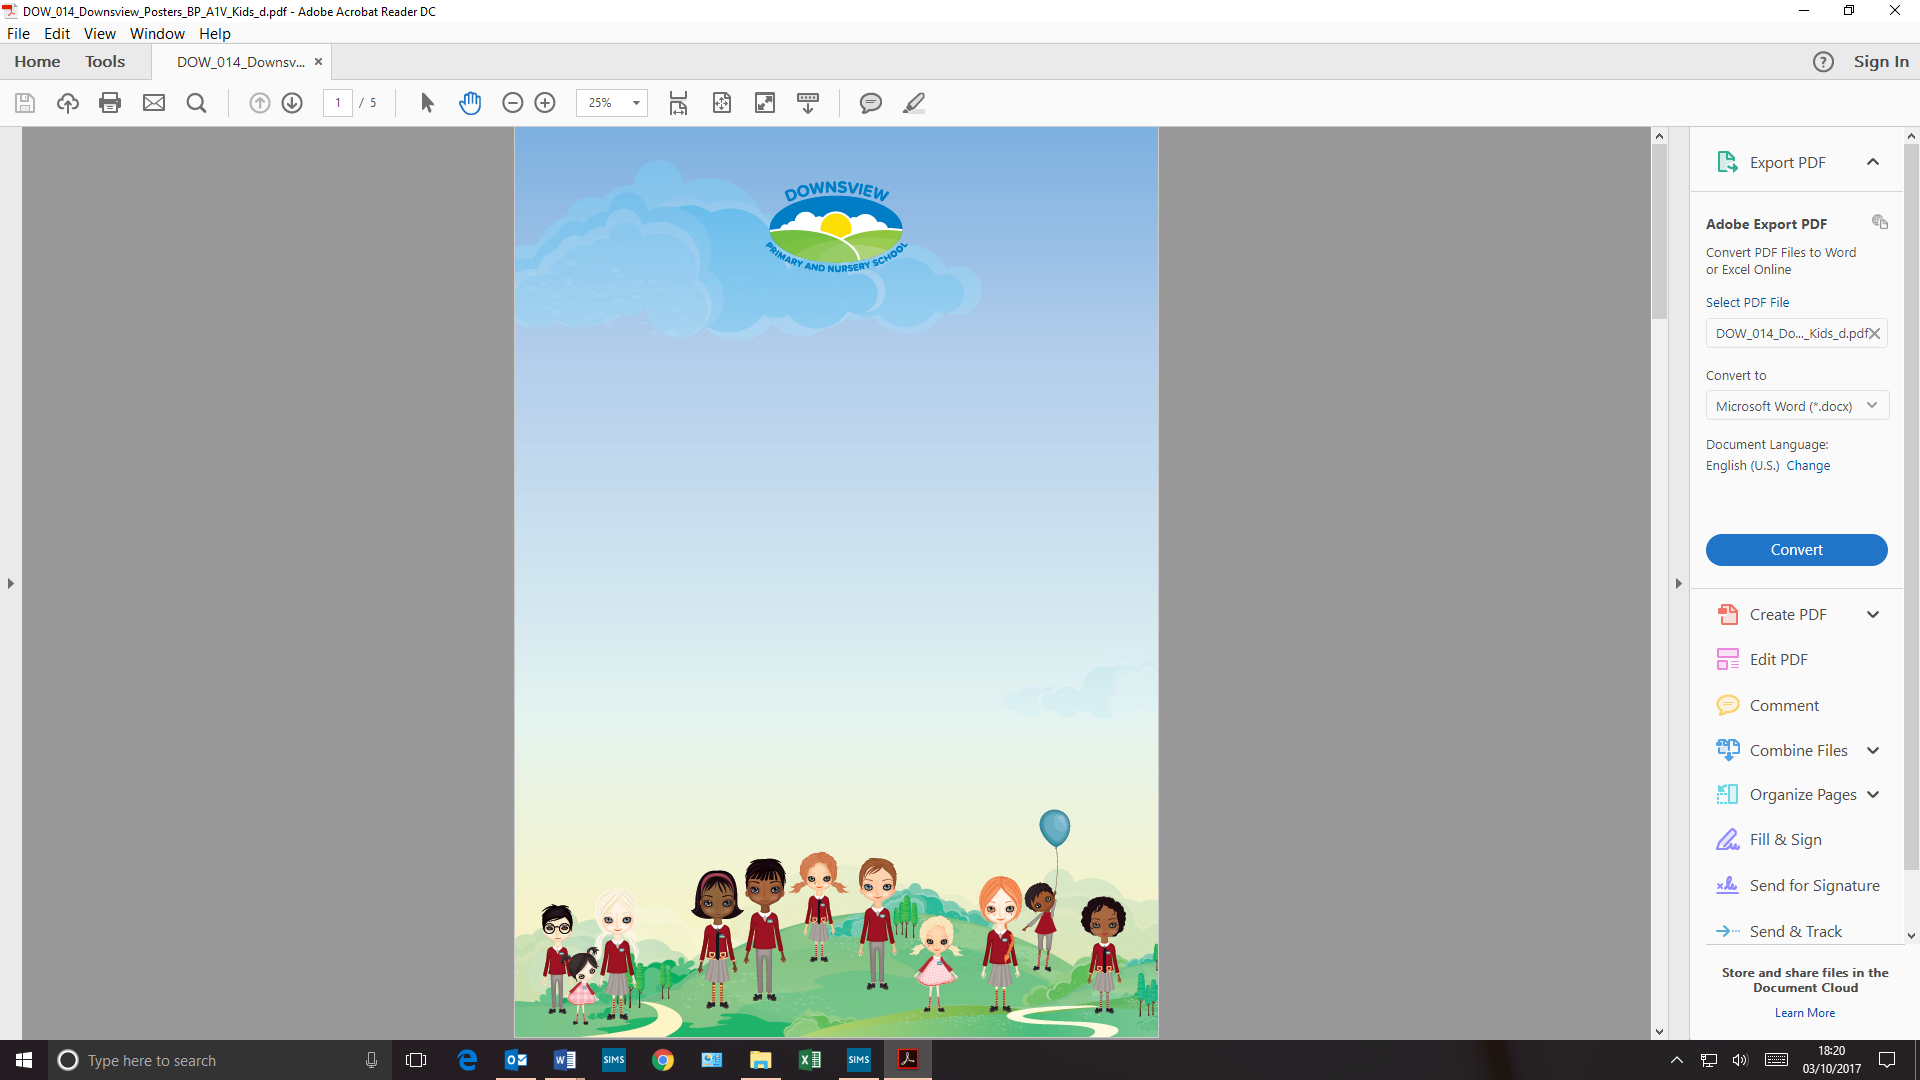 DOW_014_Downsview_Posters_BP_A1V_Kids_d.pdf - Adobe Acrobat Reader DC
File Edit View Window Help
Home Tools DOW_014_Downsv... × Sign In
1 / 5 25%
DOWNSVIEW
PRIMARY AND NURSERY SCHOOL
Export PDF
Adobe Export PDF
Convert PDF Files to Word
or Excel Online
Select PDF File
DOW_014_Do..._Kids_d.pdf
Convert to
Microsoft Word (*.docx)
Document Language:
English (U.S.) Change
Convert
Create PDF
Edit PDF
Comment
Combine Files
Organize Pages
Fill & Sign
Send for Signature
Send & Track
Store and share files in the
Document Cloud
Learn More
Type here to search
SIMS
SIMS
18:20
03/10/2017